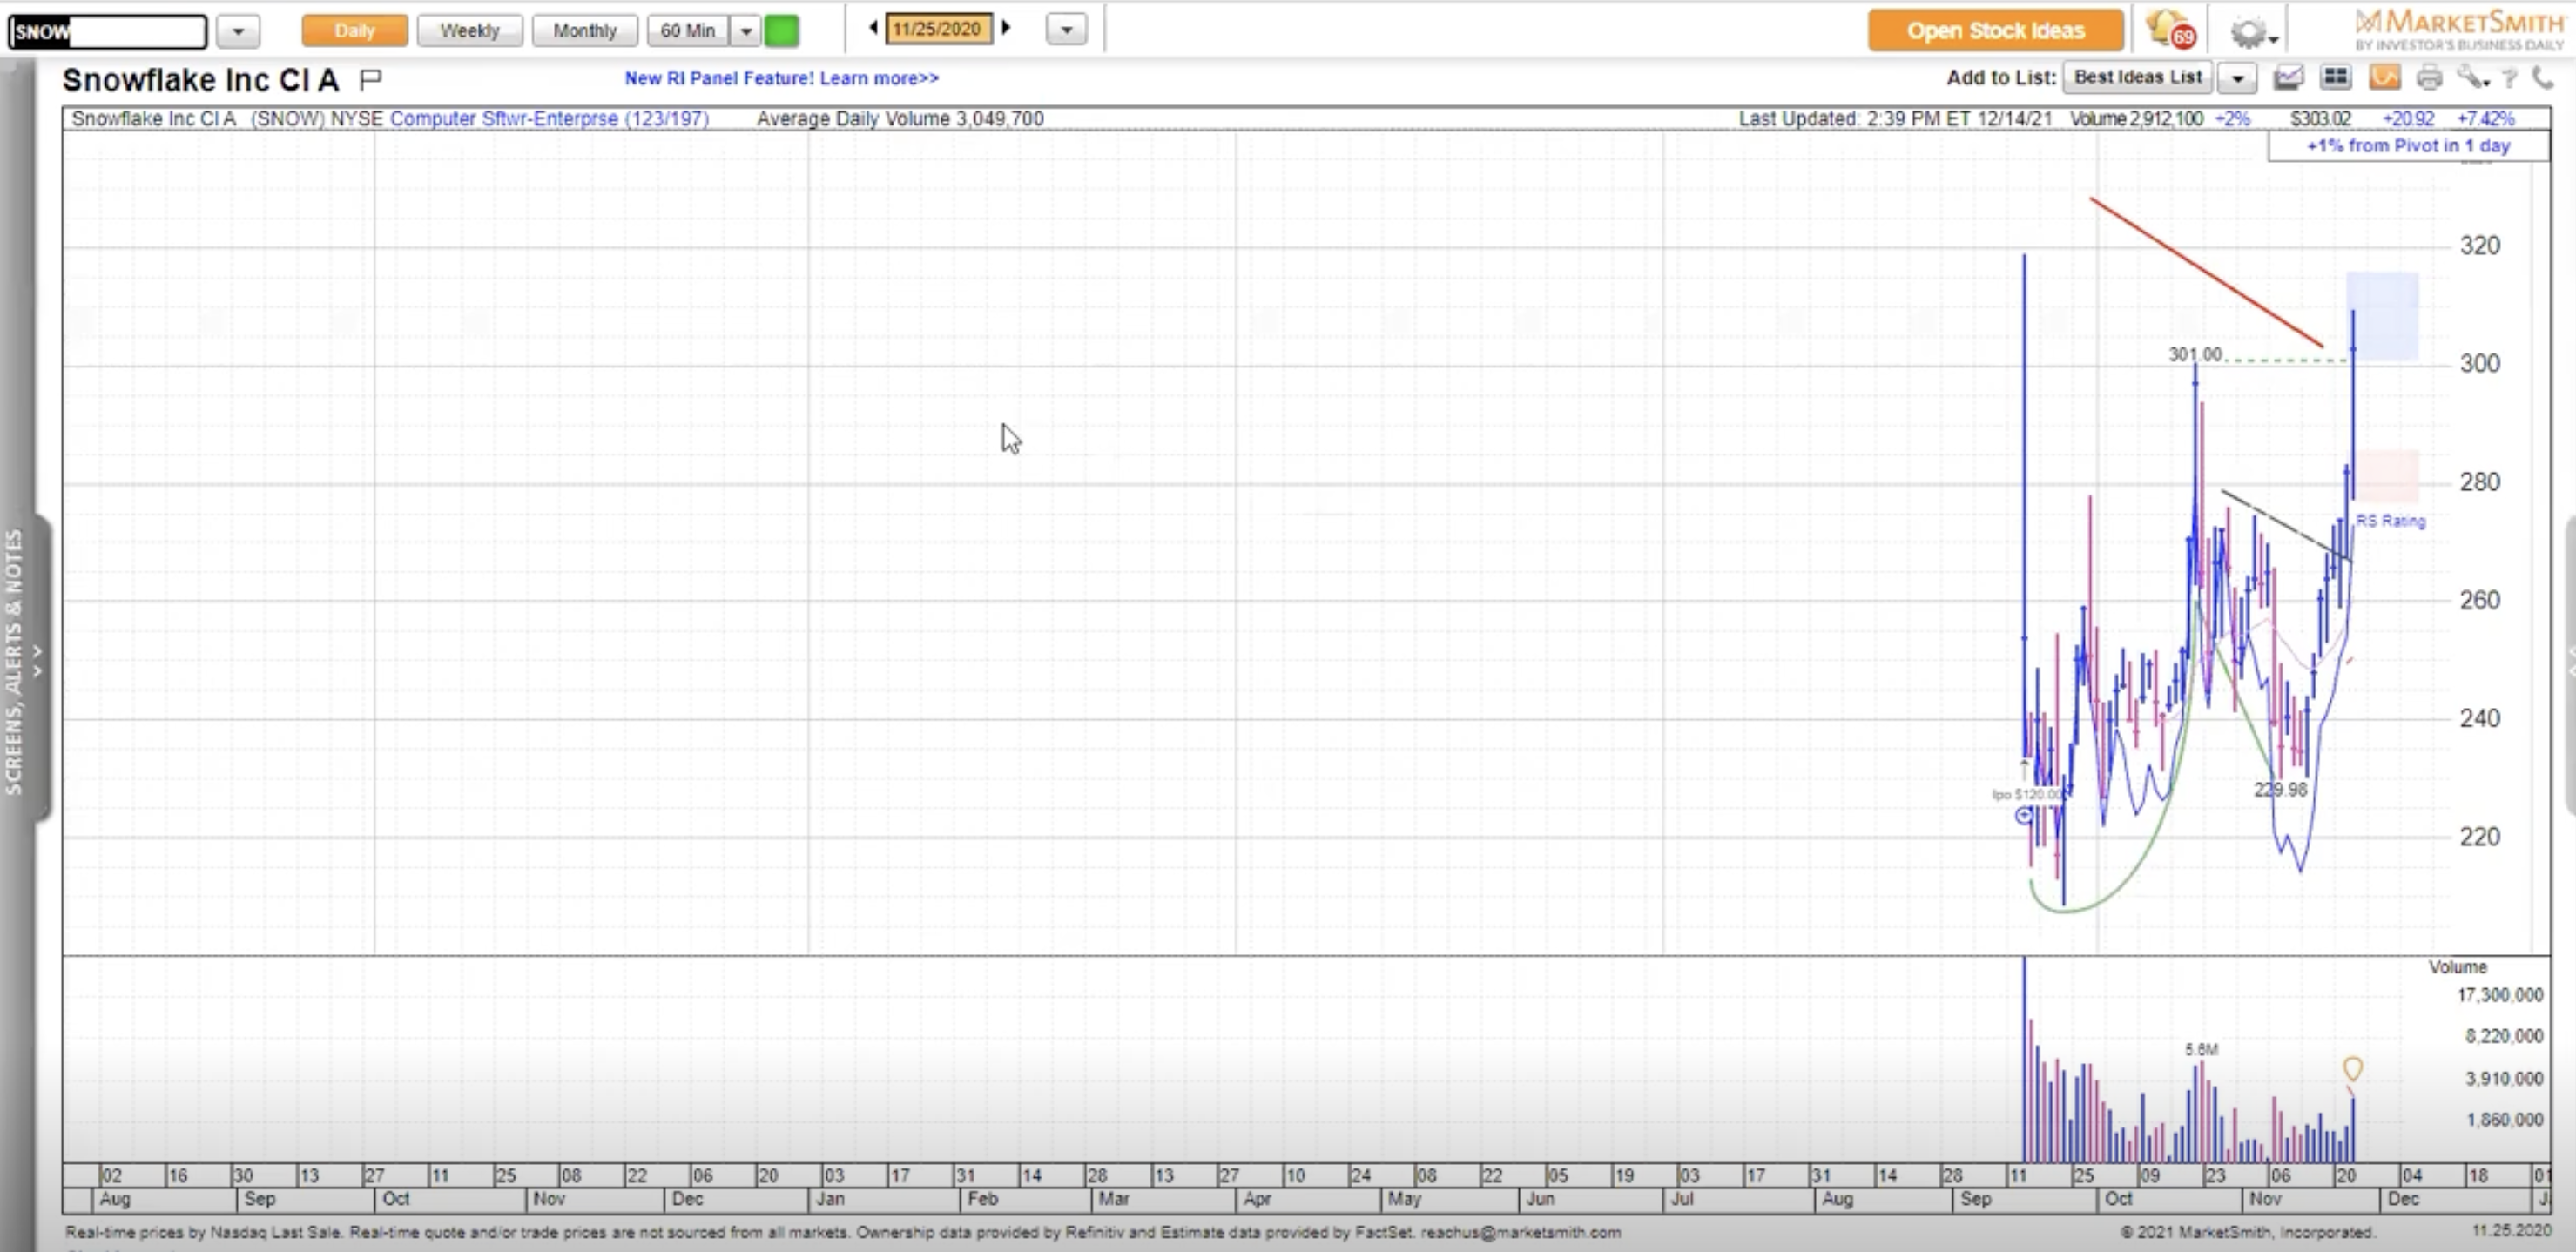 SNOW Daily Weekly Monthly 60 Min 11/25/2020 Open Stock Ideas 69 MARKETSMITH
BY INVESTOR'S BUSINESS DAILY
Snowflake Inc Cl A New RI Panel Feature! Learn more>> Add to List: Best Ideas List ?
Snowflake Inc Cl A (SNOW) NYSE Computer Sftwr-Enterprse (123/197) Average Daily Volume 3,049,700 Last Updated: 2:39 PM ET 12/14/21 Volume 2,912,100 +2% $303.02 +20.92 +7.42%
+1% from Pivot in 1 day
320
301.00
300
280
RS Rating
260
240
229.98
Ipo $120.00
220
SCREENS, ALERTS & NOTES
Volume
17,300,000
8,220,000
5.6M
3,910,000
1,860,000
02 16 30 13 27 11 25 08 22 06 20 03 17 31 14 28 13 27 10 24 08 22 05 19 03 17 31 14 28 11 25 09 23 06 20 04 18 01
Aug Sep Oct Nov Dec Jan Feb Mar Apr May Jun Jul Aug Sep Oct Nov Dec J
Real-time prices by Nasdaq Last Sale. Real-time quote and/or trade prices are not sourced from all markets. Ownership data provided by Refinitiv and Estimate data provided by FactSet. reachus@marketsmith.com © 2021 MarketSmith, Incorporated. 11.25.2020